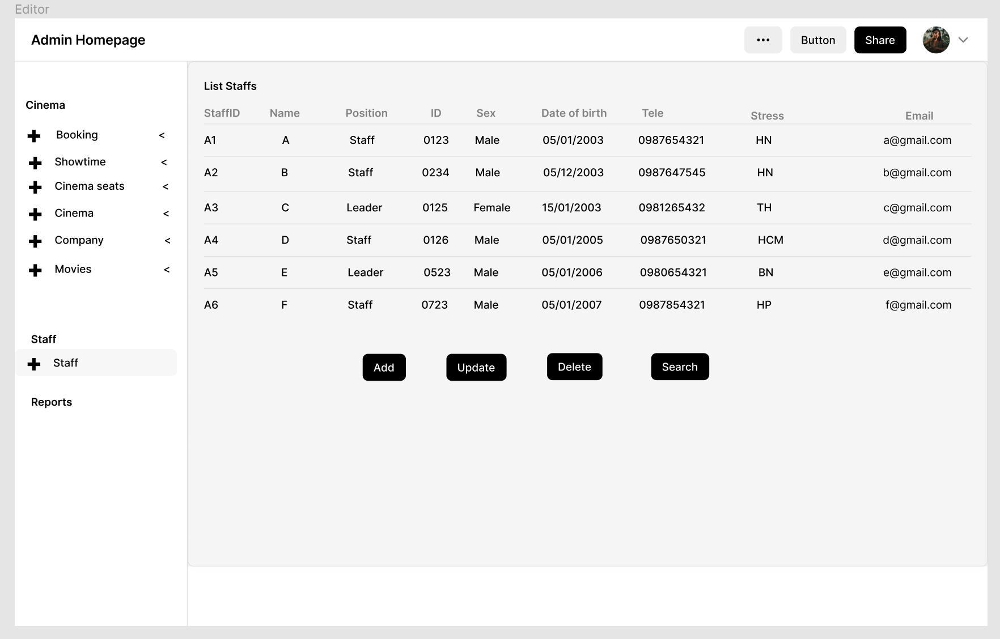 Editor
Admin Homepage
••• Button Share
Cinema
Booking <
Showtime <
Cinema seats <
Cinema <
Company <
Movies <
Staff
Staff
Reports
List Staffs
StaffID Name Position ID Sex Date of birth Tele Stress Email
A1 A Staff 0123 Male 05/01/2003 0987654321 HN a@gmail.com
A2 B Staff 0234 Male 05/12/2003 0987647545 HN b@gmail.com
A3 C Leader 0125 Female 15/01/2003 0981265432 TH c@gmail.com
A4 D Staff 0126 Male 05/01/2005 0987650321 HCM d@gmail.com
A5 E Leader 0523 Male 05/01/2006 0980654321 BN e@gmail.com
A6 F Staff 0723 Male 05/01/2007 0987854321 HP f@gmail.com
Add Update Delete Search